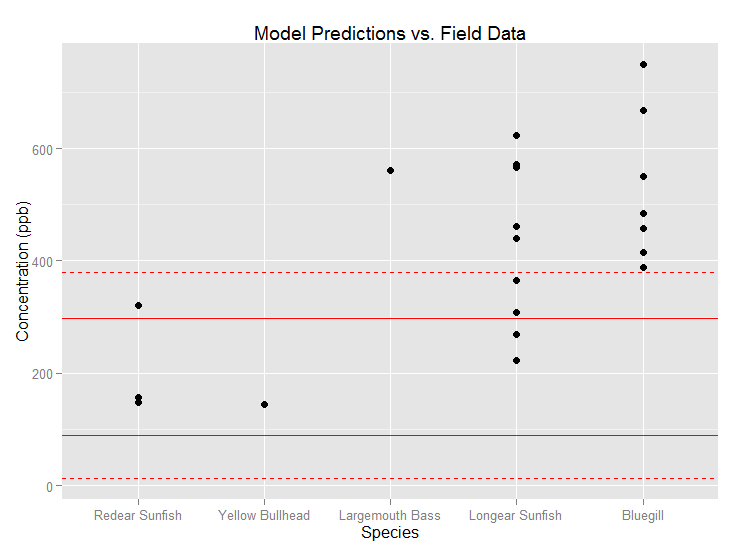 Model Predictions vs. Field Data
Concentration (ppb)
600
400
200
0
Redear Sunfish
Yellow Bullhead
Largemouth Bass
Longear Sunfish
Bluegill
Species